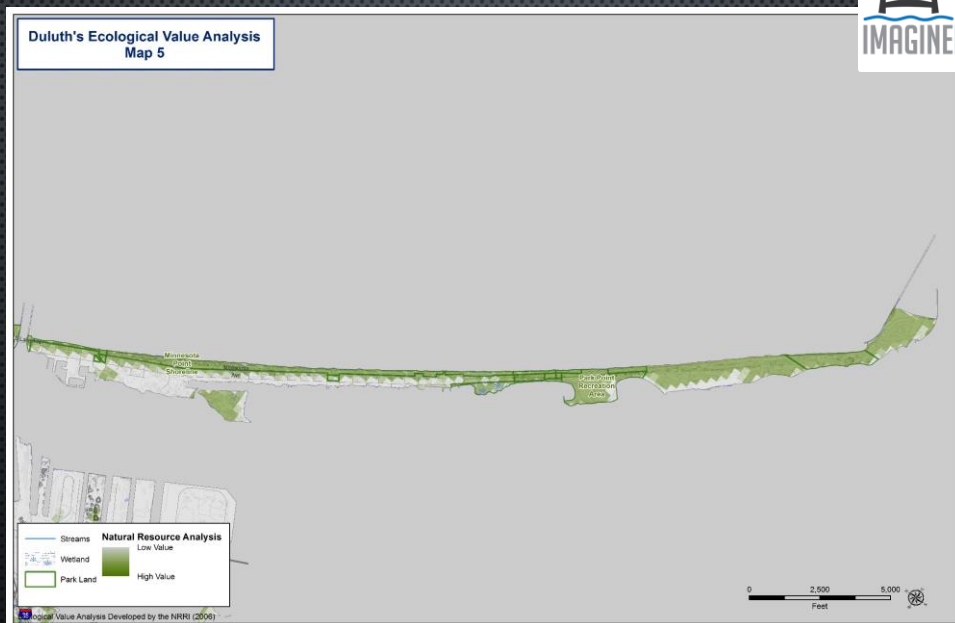 Duluth's Ecological Value Analysis
Map 5
IMAGINE
Minnesota
Point
Shoreline
Park Point
Recreation
Area
Streams
Wetland
Park Land
Natural Resource Analysis
Low Value
High Value
0 2,500 5,000
Feet
Value Analysis Developed by the NRRI (2006)